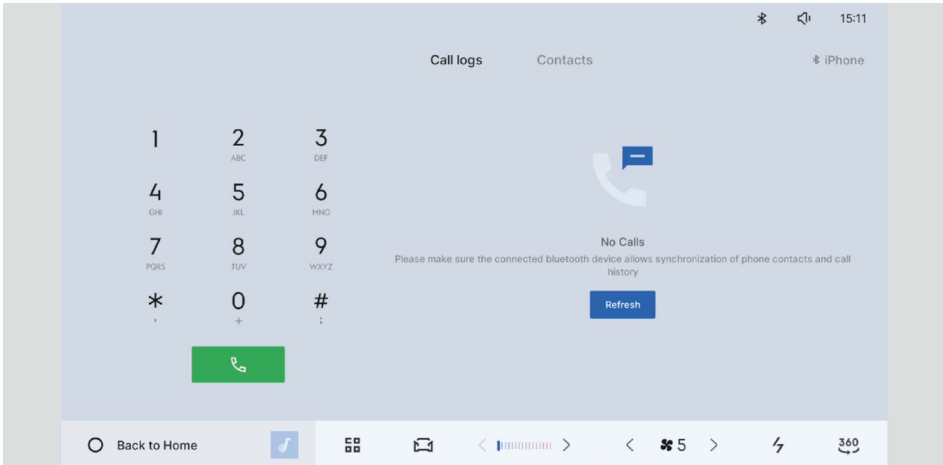 15:11
Call logs
Contacts
iPhone
1
2
3
ABC
DEF
4
5
6
GHI
JKL
MNO
7
8
9
PQRS
TUV
WXYZ
No Calls
Please make sure the connected bluetooth device allows synchronization of phone contacts and call
history
*
0
#
+
;
Refresh
Back to Home
5
360